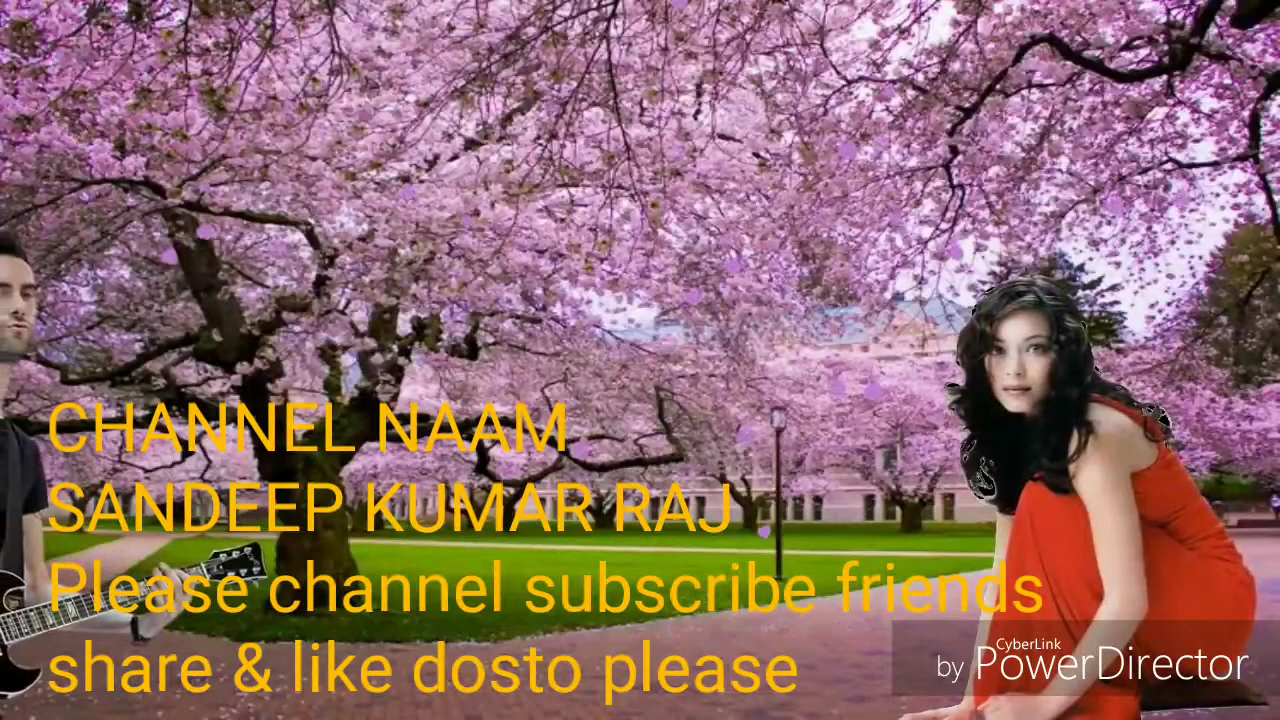 CHANNEL NAAM
SANDEEP KUMAR RAJ
Please channel subscribe friends
share & like dosto please
CyberLink
by PowerDirector